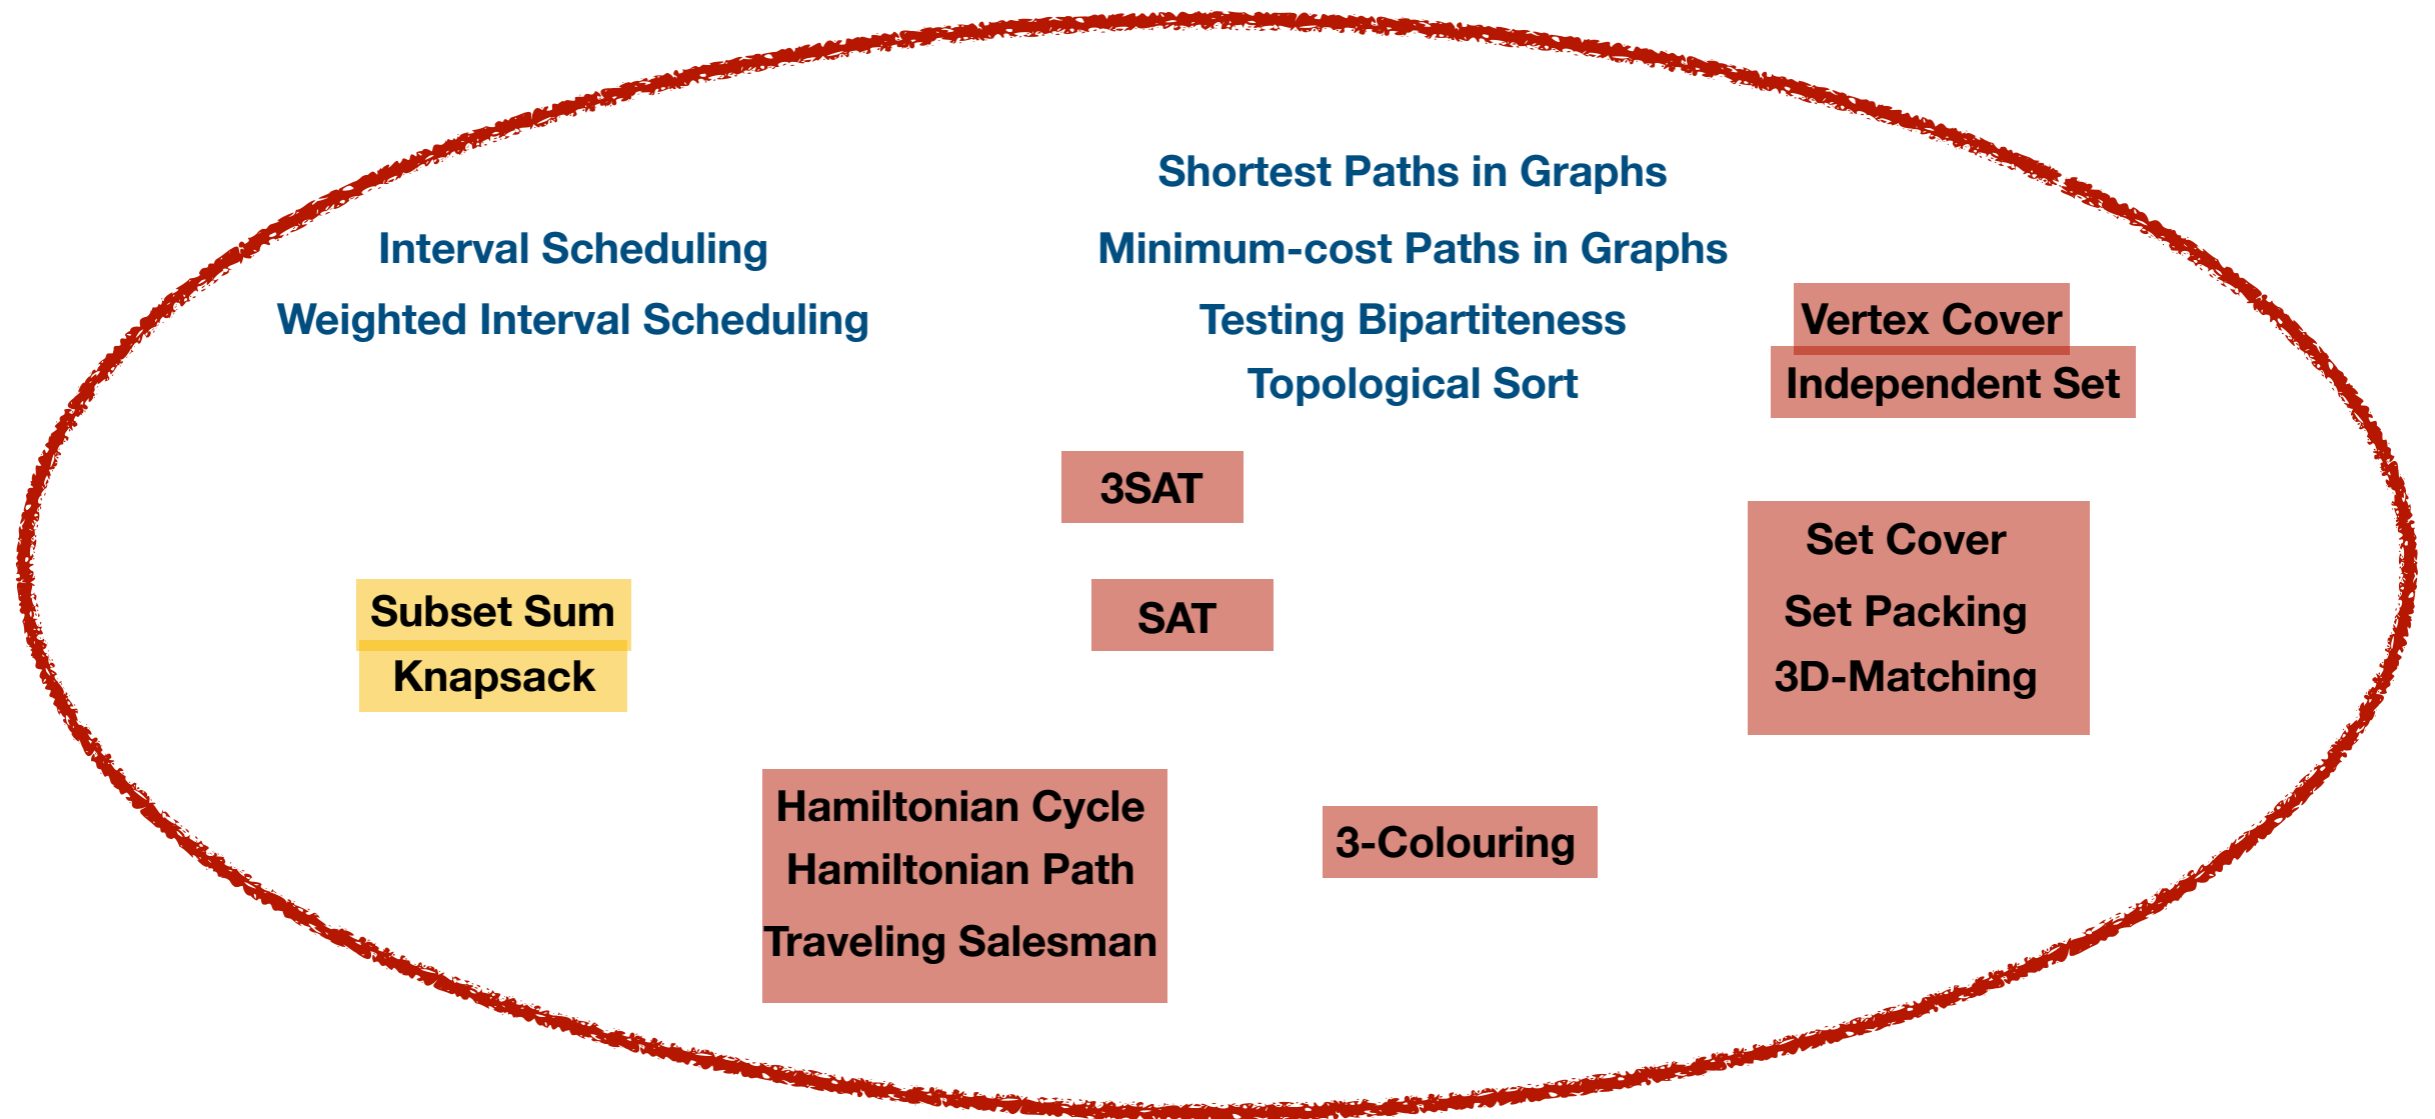 Shortest Paths in Graphs
Interval Scheduling
Minimum-cost Paths in Graphs
Weighted Interval Scheduling
Testing Bipartiteness
Vertex Cover
Topological Sort
Independent Set
3SAT
Set Cover
Subset Sum
SAT
Set Packing
Knapsack
3D-Matching
Hamiltonian Cycle
3-Colouring
Hamiltonian Path
Traveling Salesman